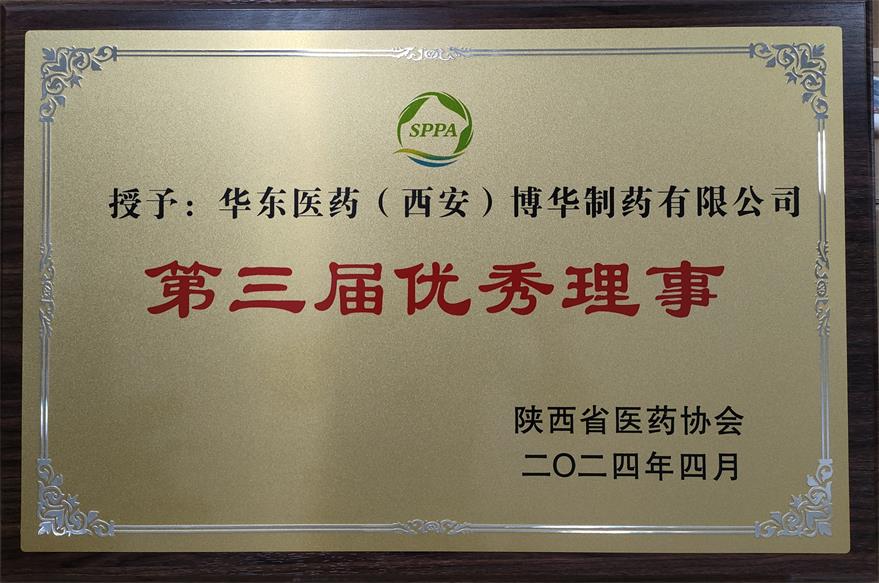 SPPA
授予：华东医药（西安）博华制药有限公司
第三届优秀理事
陕西省医药协会
二〇二四年四月